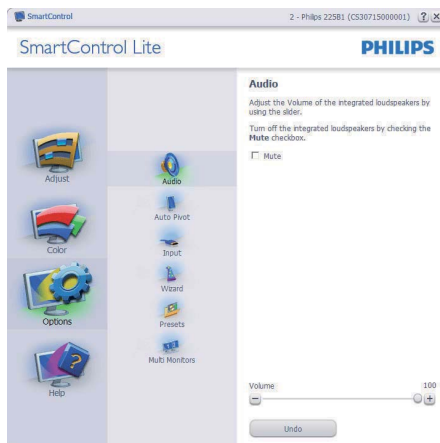 SmartControl
2 - Philips 225B1 (CS30715000001)
? X
SmartControl Lite
PHILIPS
Adjust
Color
Options
Help
Audio
Auto Pivot
Input
Wizard
Presets
Multi Monitors
Audio
Adjust the Volume of the integrated loudspeakers by
using the slider.
Turn off the integrated loudspeakers by checking the
Mute checkbox.
Mute
Volume
100
Undo